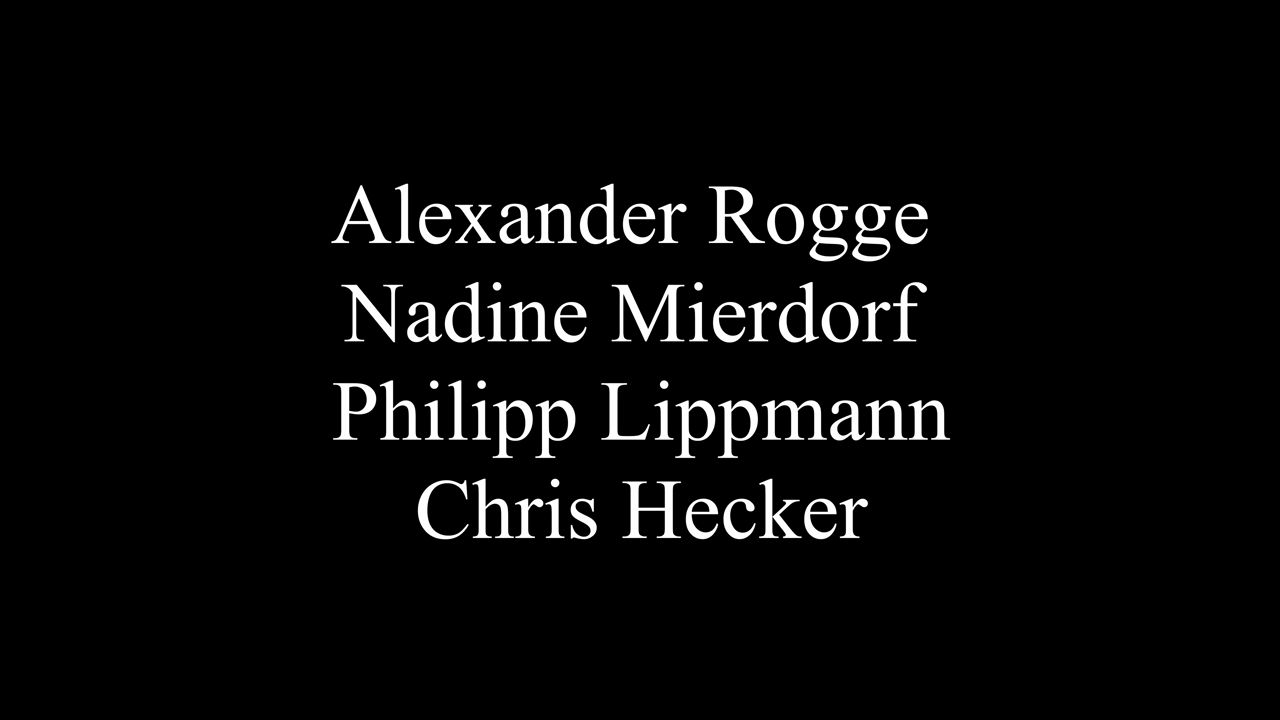 Alexander Rogge
Nadine Mierdorf
Philipp Lippmann
Chris Hecker